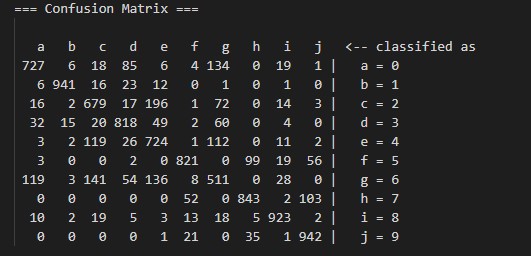 === Confusion Matrix ===
a b c d e f g h i j <-- classified as
727 6 18 85 6 4 134 0 19 1 | a = 0
6 941 16 23 12 0 1 0 1 0 | b = 1
16 2 679 17 196 1 72 0 14 3 | c = 2
32 15 20 818 49 2 60 0 4 0 | d = 3
3 2 119 26 724 1 112 0 11 2 | e = 4
3 0 0 2 0 821 0 99 19 56 | f = 5
119 3 141 54 136 8 511 0 28 0 | g = 6
0 0 0 0 0 52 0 843 2 103 | h = 7
10 2 19 5 3 13 18 5 923 2 | i = 8
0 0 0 0 1 21 0 35 1 942 | j = 9